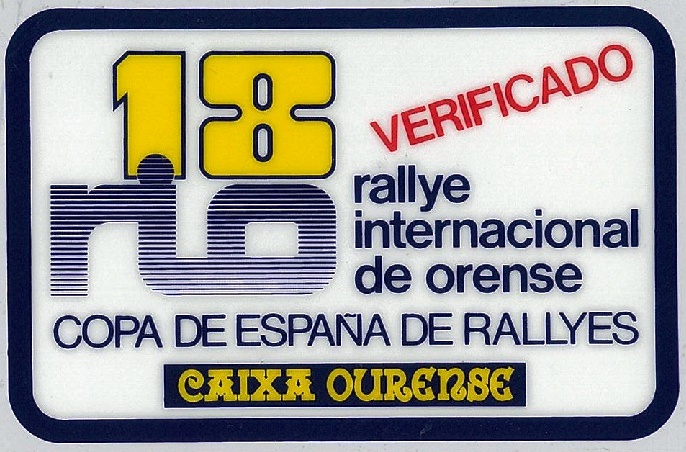 18
VERIFICADO
rio
rallye
internacional
de orense
COPA DE ESPAÑA DE RALLYES
CAIXA OURENSE